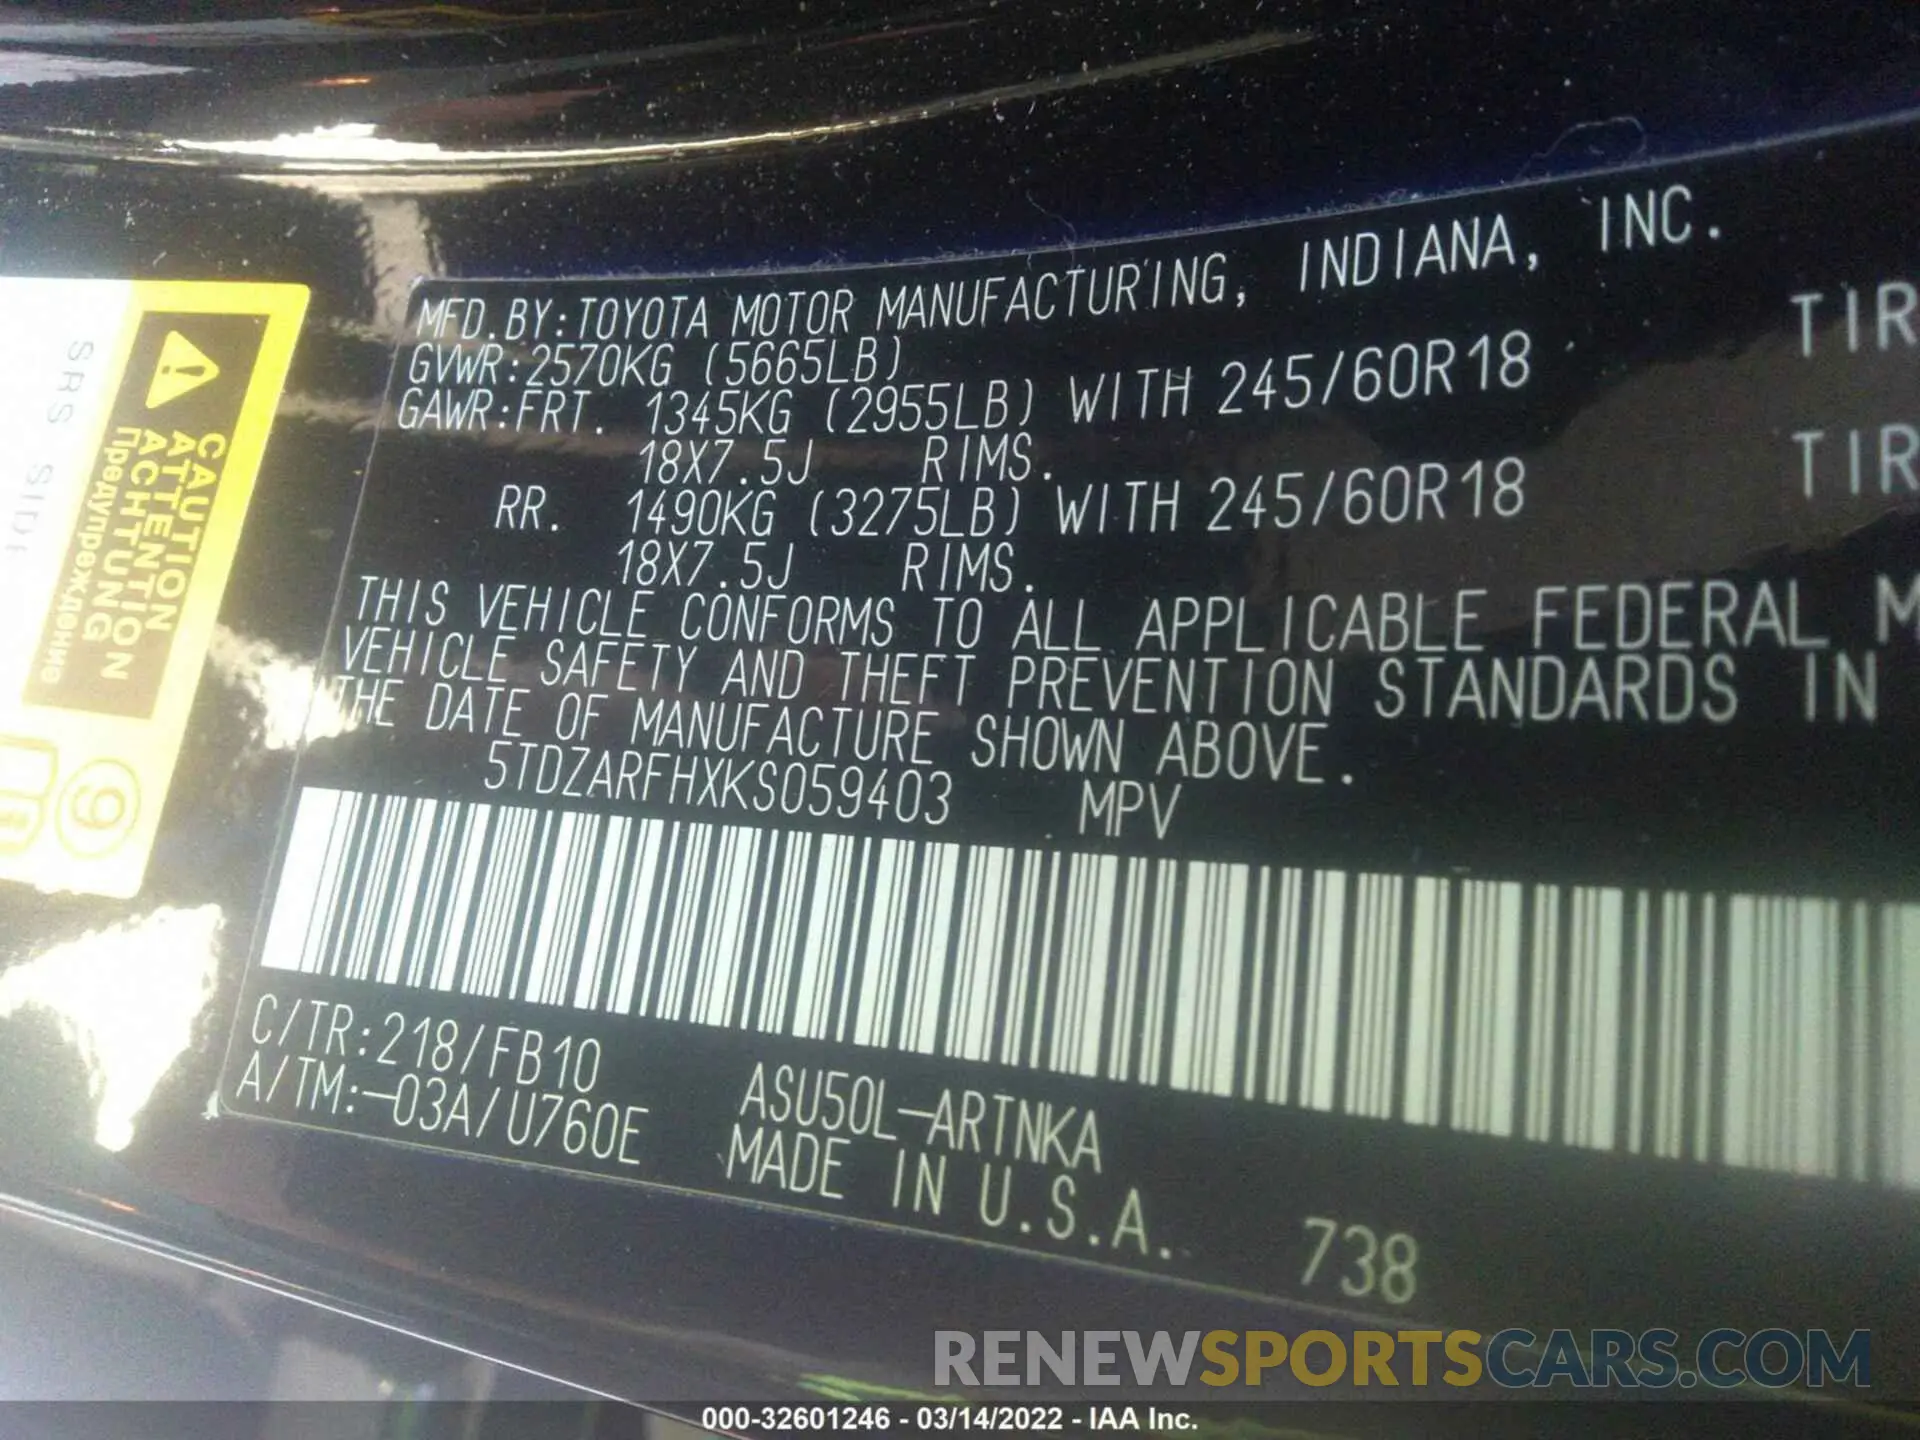 MFD.BY:TOYOTA MOTOR MANUFACTURING, INDIANA, INC.
GVWR:2570KG (5665LB)
GAWR:FRT. 1345KG (2955LB) WITH 245/60R18 TIR
18X7.5J RIMS.
RR. 1490KG (3275LB) WITH 245/60R18 TIR
18X7.5J RIMS.
THIS VEHICLE CONFORMS TO ALL APPLICABLE FEDERAL M
VEHICLE SAFETY AND THEFT PREVENTION STANDARDS IN
THE DATE OF MANUFACTURE SHOWN ABOVE.
5TDZARFHXKS059403 MPV
C/TR:218/FB10
A/TM:-03A/U760E
ASU50L-ARTNKA
MADE IN U.S.A.
738
SRS SIDE
CAUTION
ATTENTION
ACHTUNG
Предупреждение
9
RENEWSPORTSCARS.COM
000-32601246 - 03/14/2022 - IAA Inc.